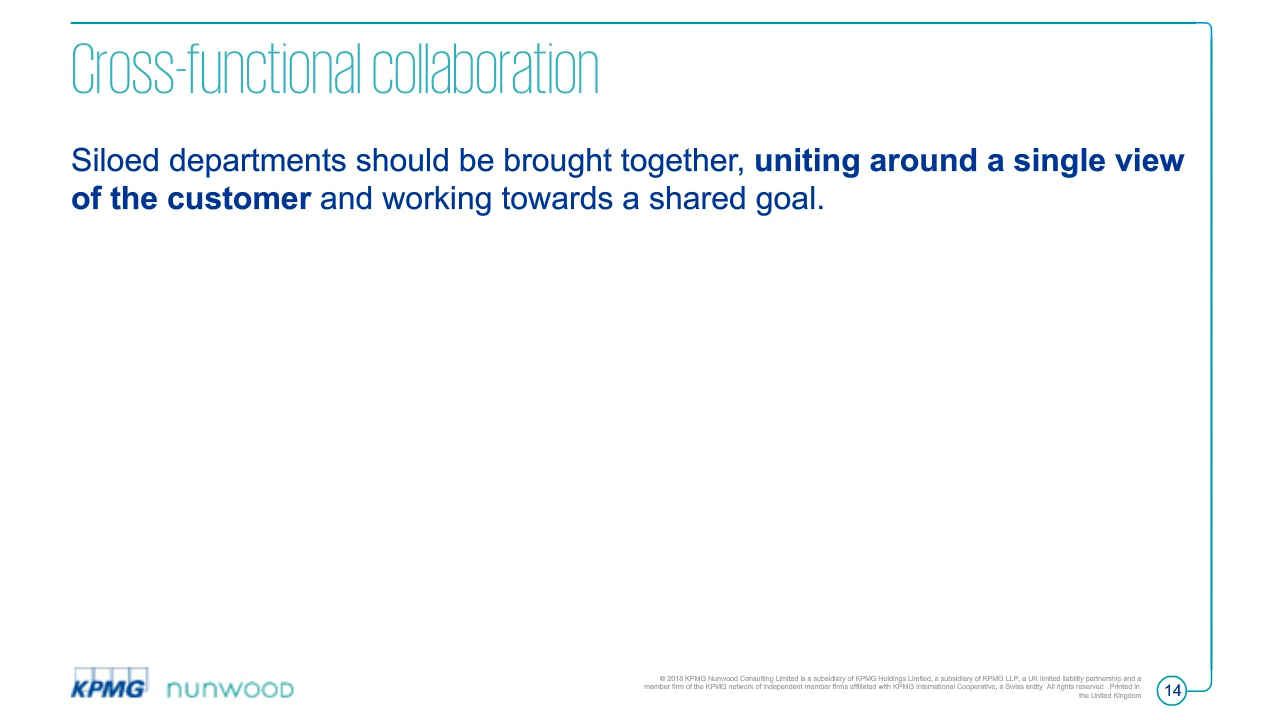 Cross-functional collaboration
Siloed departments should be brought together, uniting around a single view
of the customer and working towards a shared goal.
KPMG nunwood
© 2018 KPMG Nunwood Consulting Limited is a subsidiary of KPMG Holdings Limited, a subsidiary of KPMG LLP, a UK limited liability partnership and a
member firm of the KPMG network of independent member firms affiliated with KPMG International Cooperative, a Swiss entity All rights reserved Printed in
the United Kingdom
14